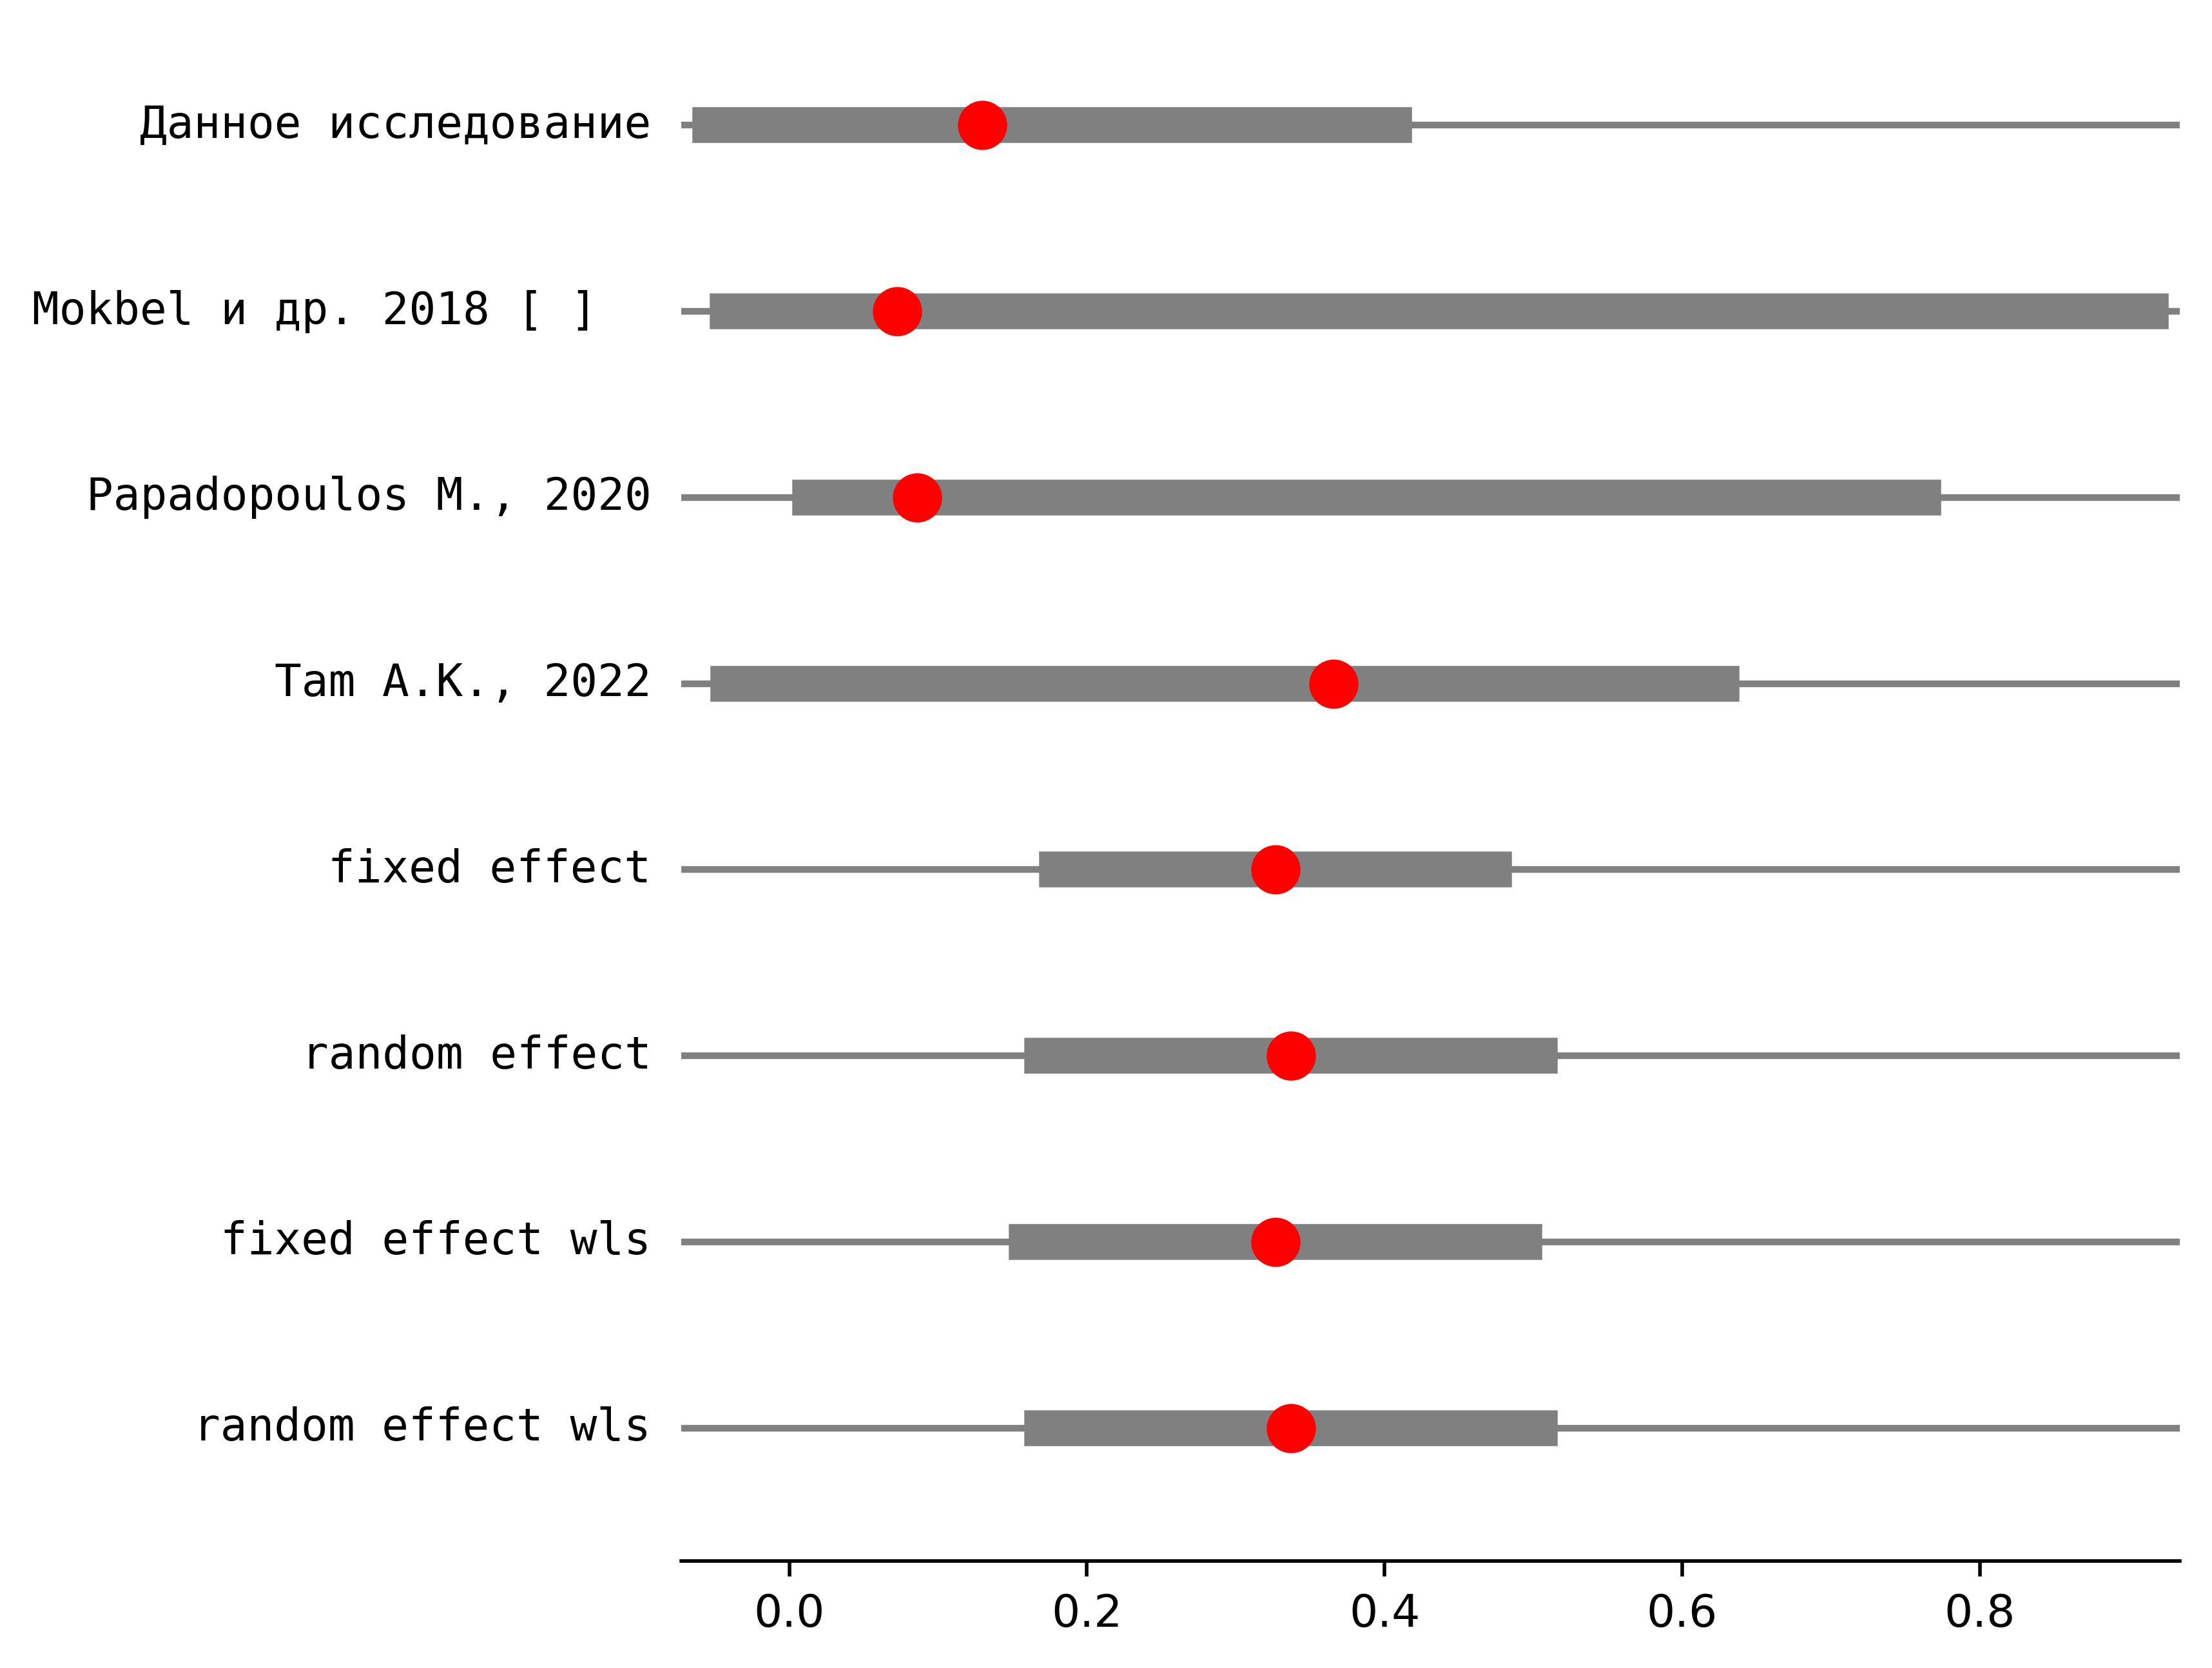 Данное исследование
Mokbel и др. 2018 [ ]
Papadopoulos M., 2020
Tam A.K., 2022
fixed effect
random effect
fixed effect wls
random effect wls
0.0 0.2 0.4 0.6 0.8